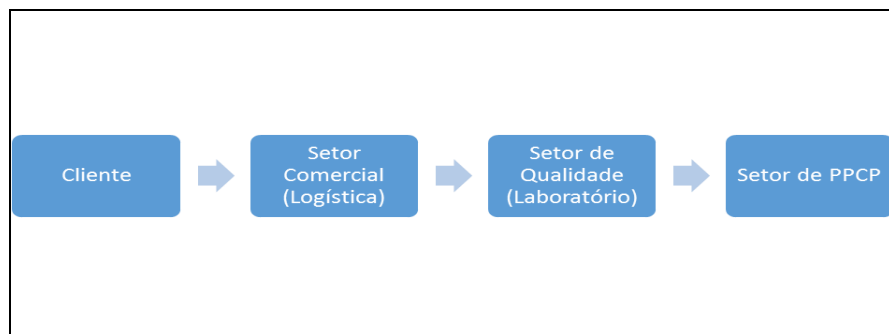 Cliente
Setor
Comercial
(Logística)
Setor de
Qualidade
(Laboratório)
Setor de PPCP